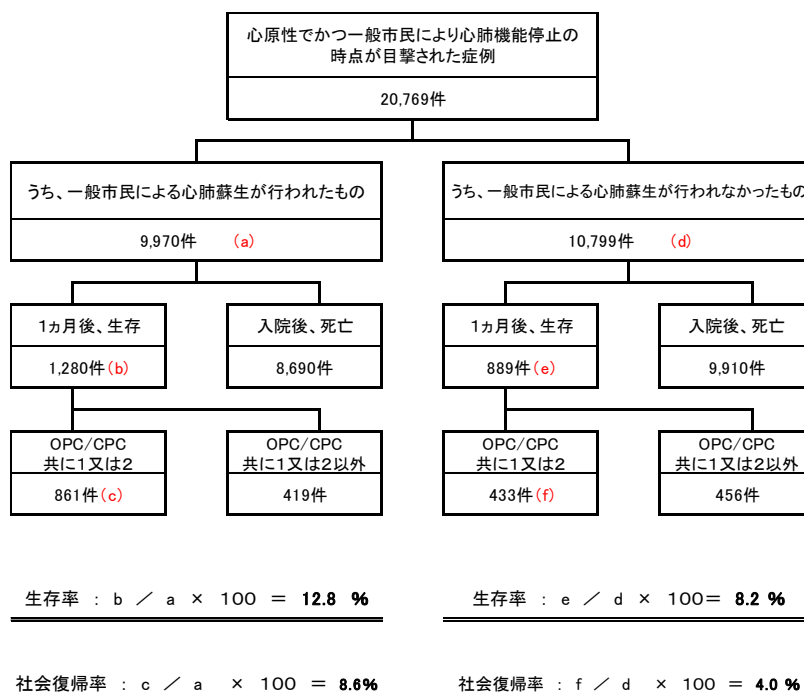 心原性でかつ一般市民により心肺機能停止の
時点が目撃された症例
20,769件
うち、一般市民による心肺蘇生が行われたもの
9,970件 (a)
うち、一般市民による心肺蘇生が行われなかったもの
10,799件 (d)
1ヵ月後、生存
1,280件(b)
入院後、死亡
8,690件
1ヵ月後、生存
889件(e)
入院後、死亡
9,910件
OPC/CPC
共に1又は2
861件(c)
OPC/CPC
共に1又は2以外
419件
OPC/CPC
共に1又は2
433件(f)
OPC/CPC
共に1又は2以外
456件
生存率 : b / a × 100 = 12.8 %
生存率 : e / d × 100= 8.2 %
社会復帰率 : c / a × 100 = 8.6%
社会復帰率 : f / d × 100 = 4.0 %